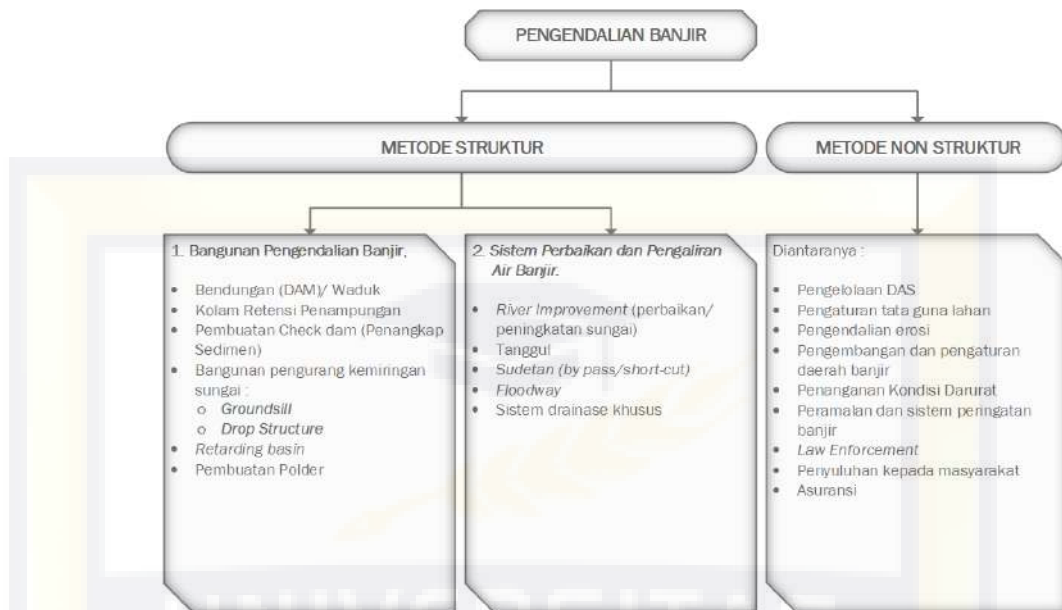 PENGENDALIAN BANJIR
METODE STRUKTUR
METODE NON STRUKTUR
1. Bangunan Pengendalian Banjir,
• Bendungan (DAM)/ Waduk
• Kolam Retensi Penampungan
• Pembuatan Check dam (Penangkap
Sedimen)
• Bangunan pengurang kemiringan
sungai :
o Groundsill
o Drop Structure
• Retarding basin
• Pembuatan Polder
2. Sistem Perbaikan dan Pengaliran
Air Banjir.
• River Improvement (perbaikan/
peningkatan sungai)
• Tanggul
• Sudetan (by pass/short-cut)
• Floodway
• Sistem drainase khusus
Diantaranya :
• Pengelolaan DAS
• Pengaturan tata guna lahan
• Pengendalian erosi
• Pengembangan dan pengaturan
daerah banjir
• Penanganan Kondisi Darurat
• Peramalan dan sistem peringatan
banjir
• Law Enforcement
• Penyuluhan kepada masyarakat
• Asuransi